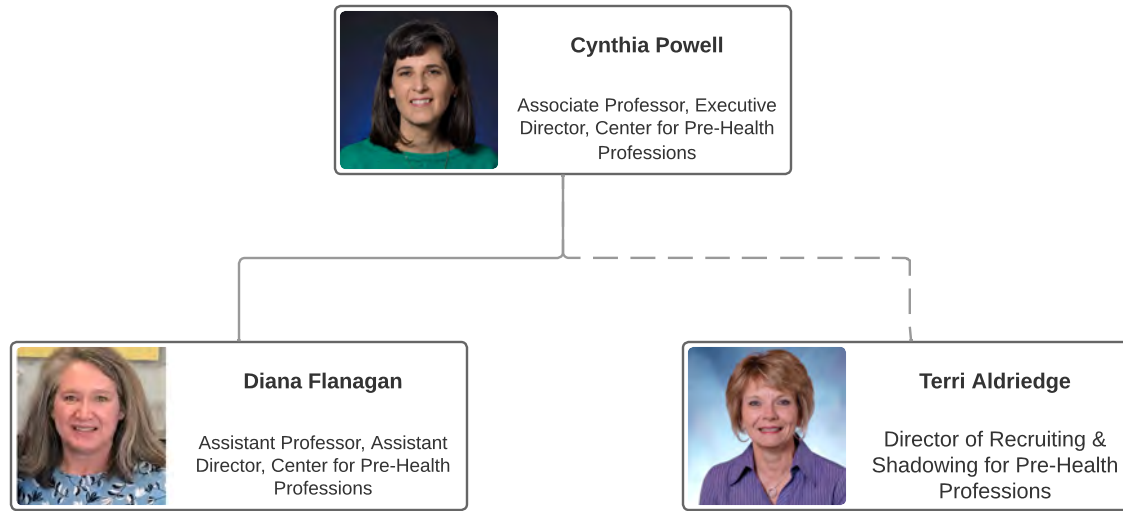 Cynthia Powell
Associate Professor, Executive
Director, Center for Pre-Health
Professions
Diana Flanagan
Assistant Professor, Assistant
Director, Center for Pre-Health
Professions
Terri Aldriedge
Director of Recruiting &
Shadowing for Pre-Health
Professions